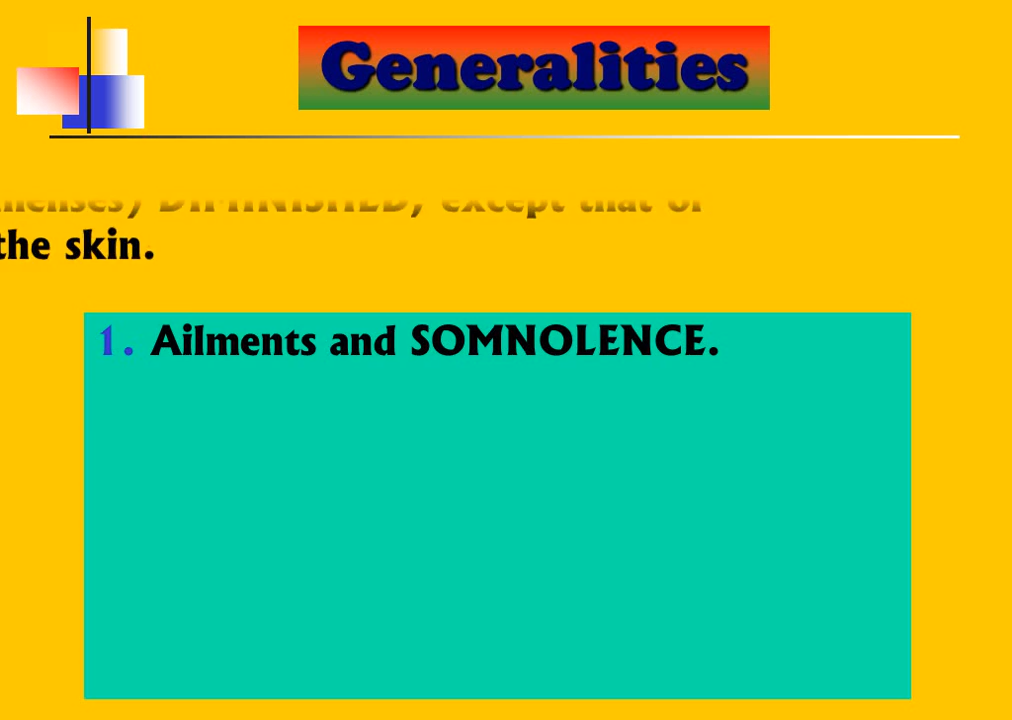 Generalities
DIMINISHED, except that of
the skin.
1. Ailments and SOMNOLENCE.